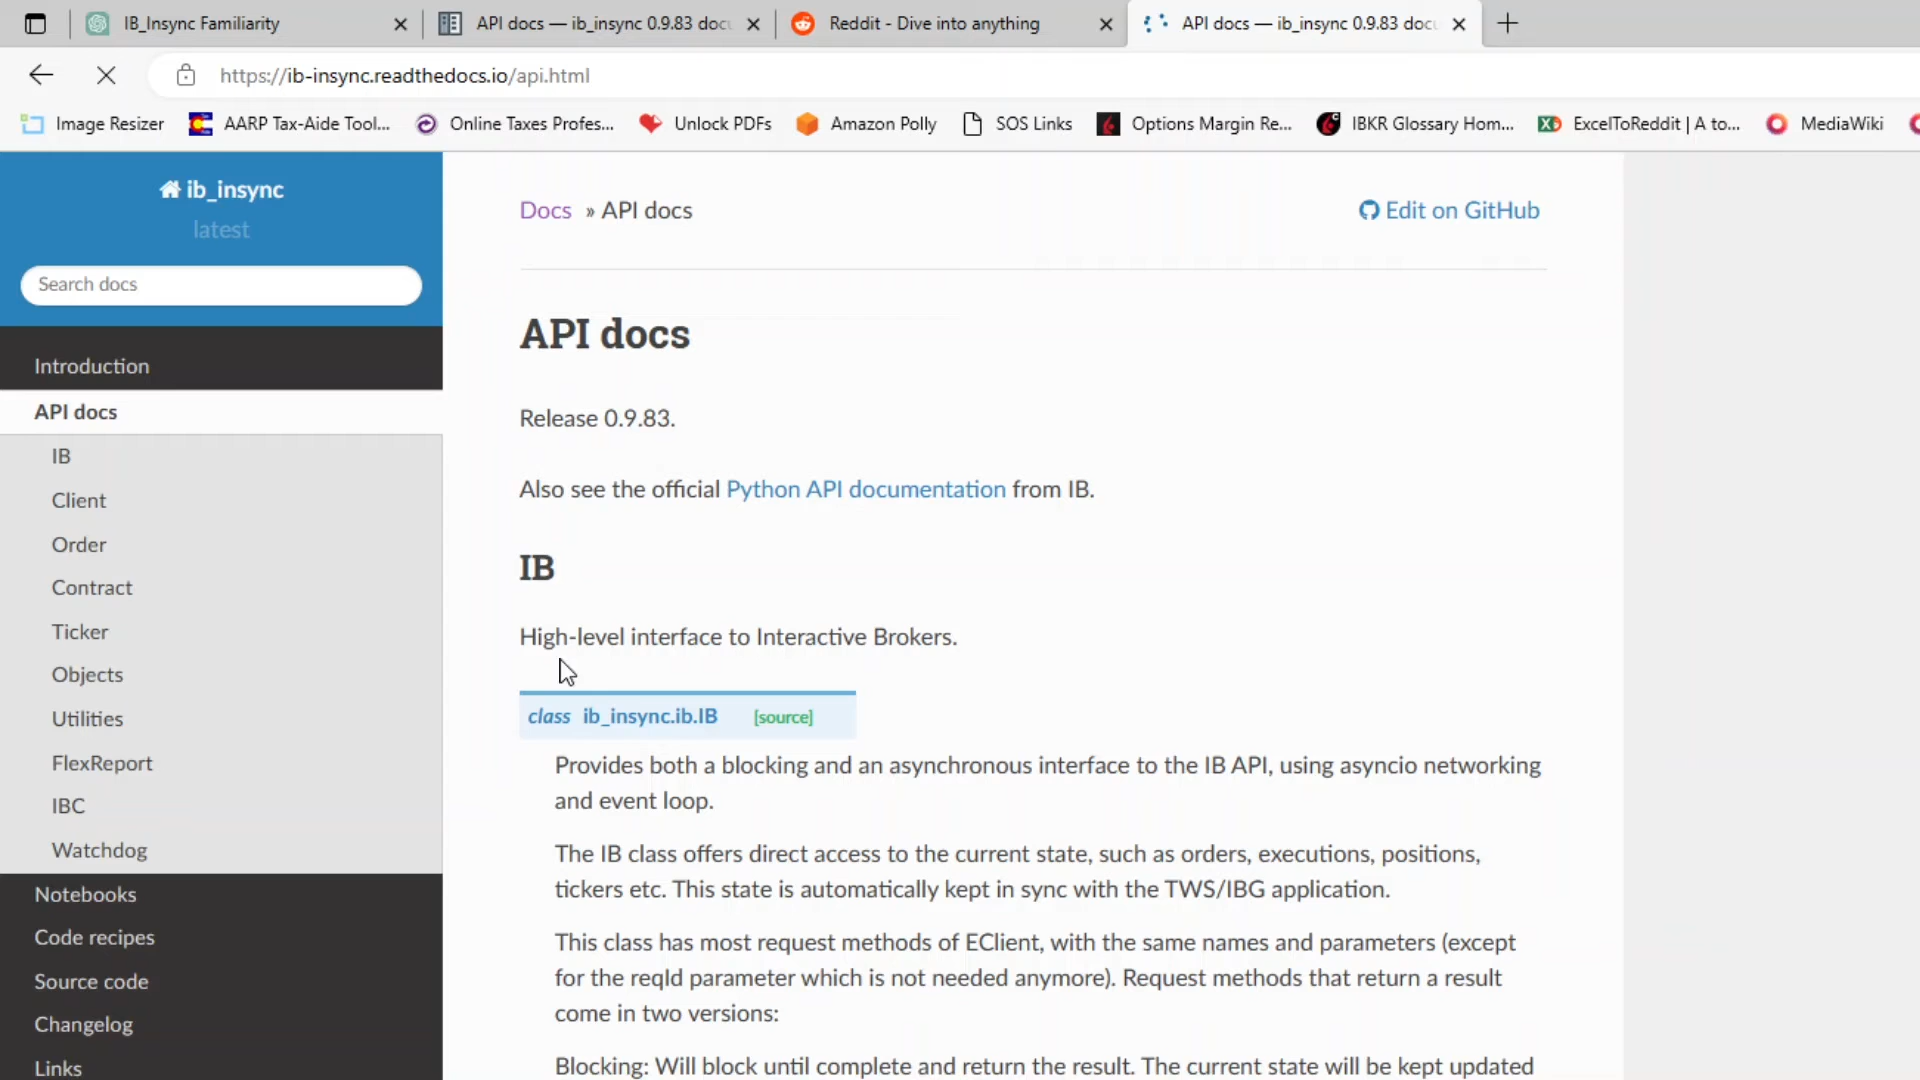 IB_Insync Familiarity
API docs — ib_insync 0.9.83 docu
Reddit - Dive into anything
API docs — ib_insync 0.9.83 docu
https://ib-insync.readthedocs.io/api.html
Image Resizer
AARP Tax-Aide Tool...
Online Taxes Profes...
Unlock PDFs
Amazon Polly
SOS Links
Options Margin Re...
IBKR Glossary Hom...
ExcelToReddit | A to...
MediaWiki
ib_insync
latest
Search docs
Introduction
API docs
IB
Client
Order
Contract
Ticker
Objects
Utilities
FlexReport
IBC
Watchdog
Notebooks
Code recipes
Source code
Changelog
Links
Docs » API docs
Edit on GitHub
API docs
Release 0.9.83.
Also see the official Python API documentation from IB.
IB
High-level interface to Interactive Brokers.
class ib_insync.ib.IB [source]
Provides both a blocking and an asynchronous interface to the IB API, using asyncio networking
and event loop.
The IB class offers direct access to the current state, such as orders, executions, positions,
tickers etc. This state is automatically kept in sync with the TWS/IBG application.
This class has most request methods of EClient, with the same names and parameters (except
for the reqId parameter which is not needed anymore). Request methods that return a result
come in two versions:
Blocking: Will block until complete and return the result. The current state will be kept updated